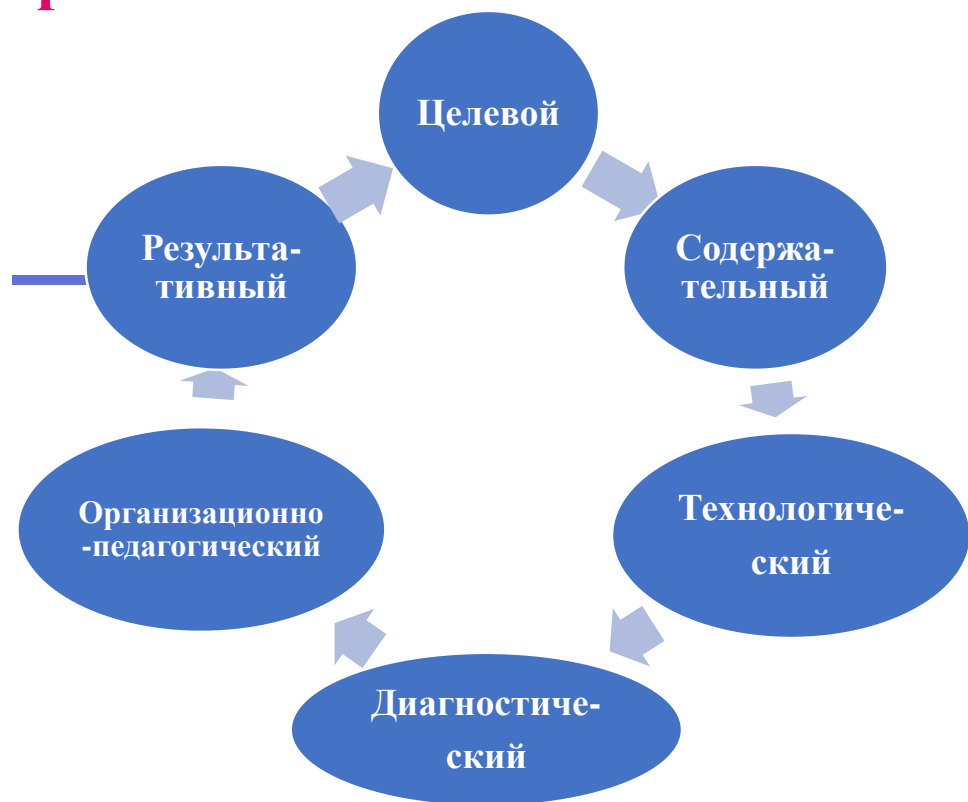 Целевой
Содержа-
тельный
Технологиче-
ский
Диагностиче-
ский
Организационно
-педагогический
Результа-
тивный